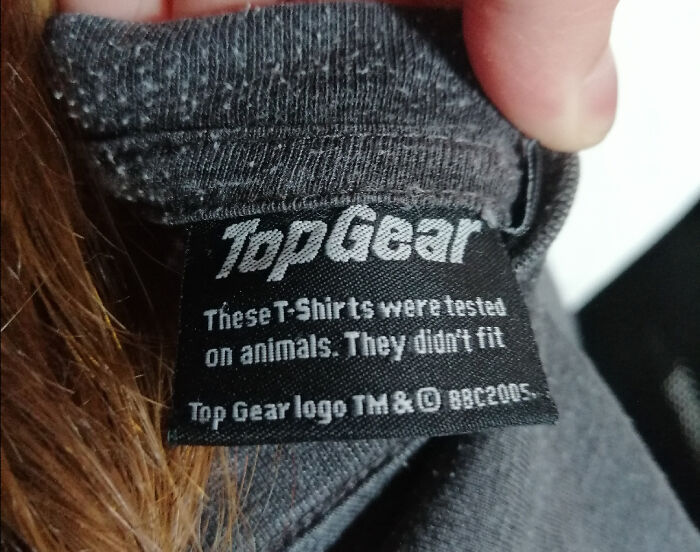 TopGear
These T-Shirts were tested
on animals. They didn't fit
Top Gear logo TM & © BBC2005.